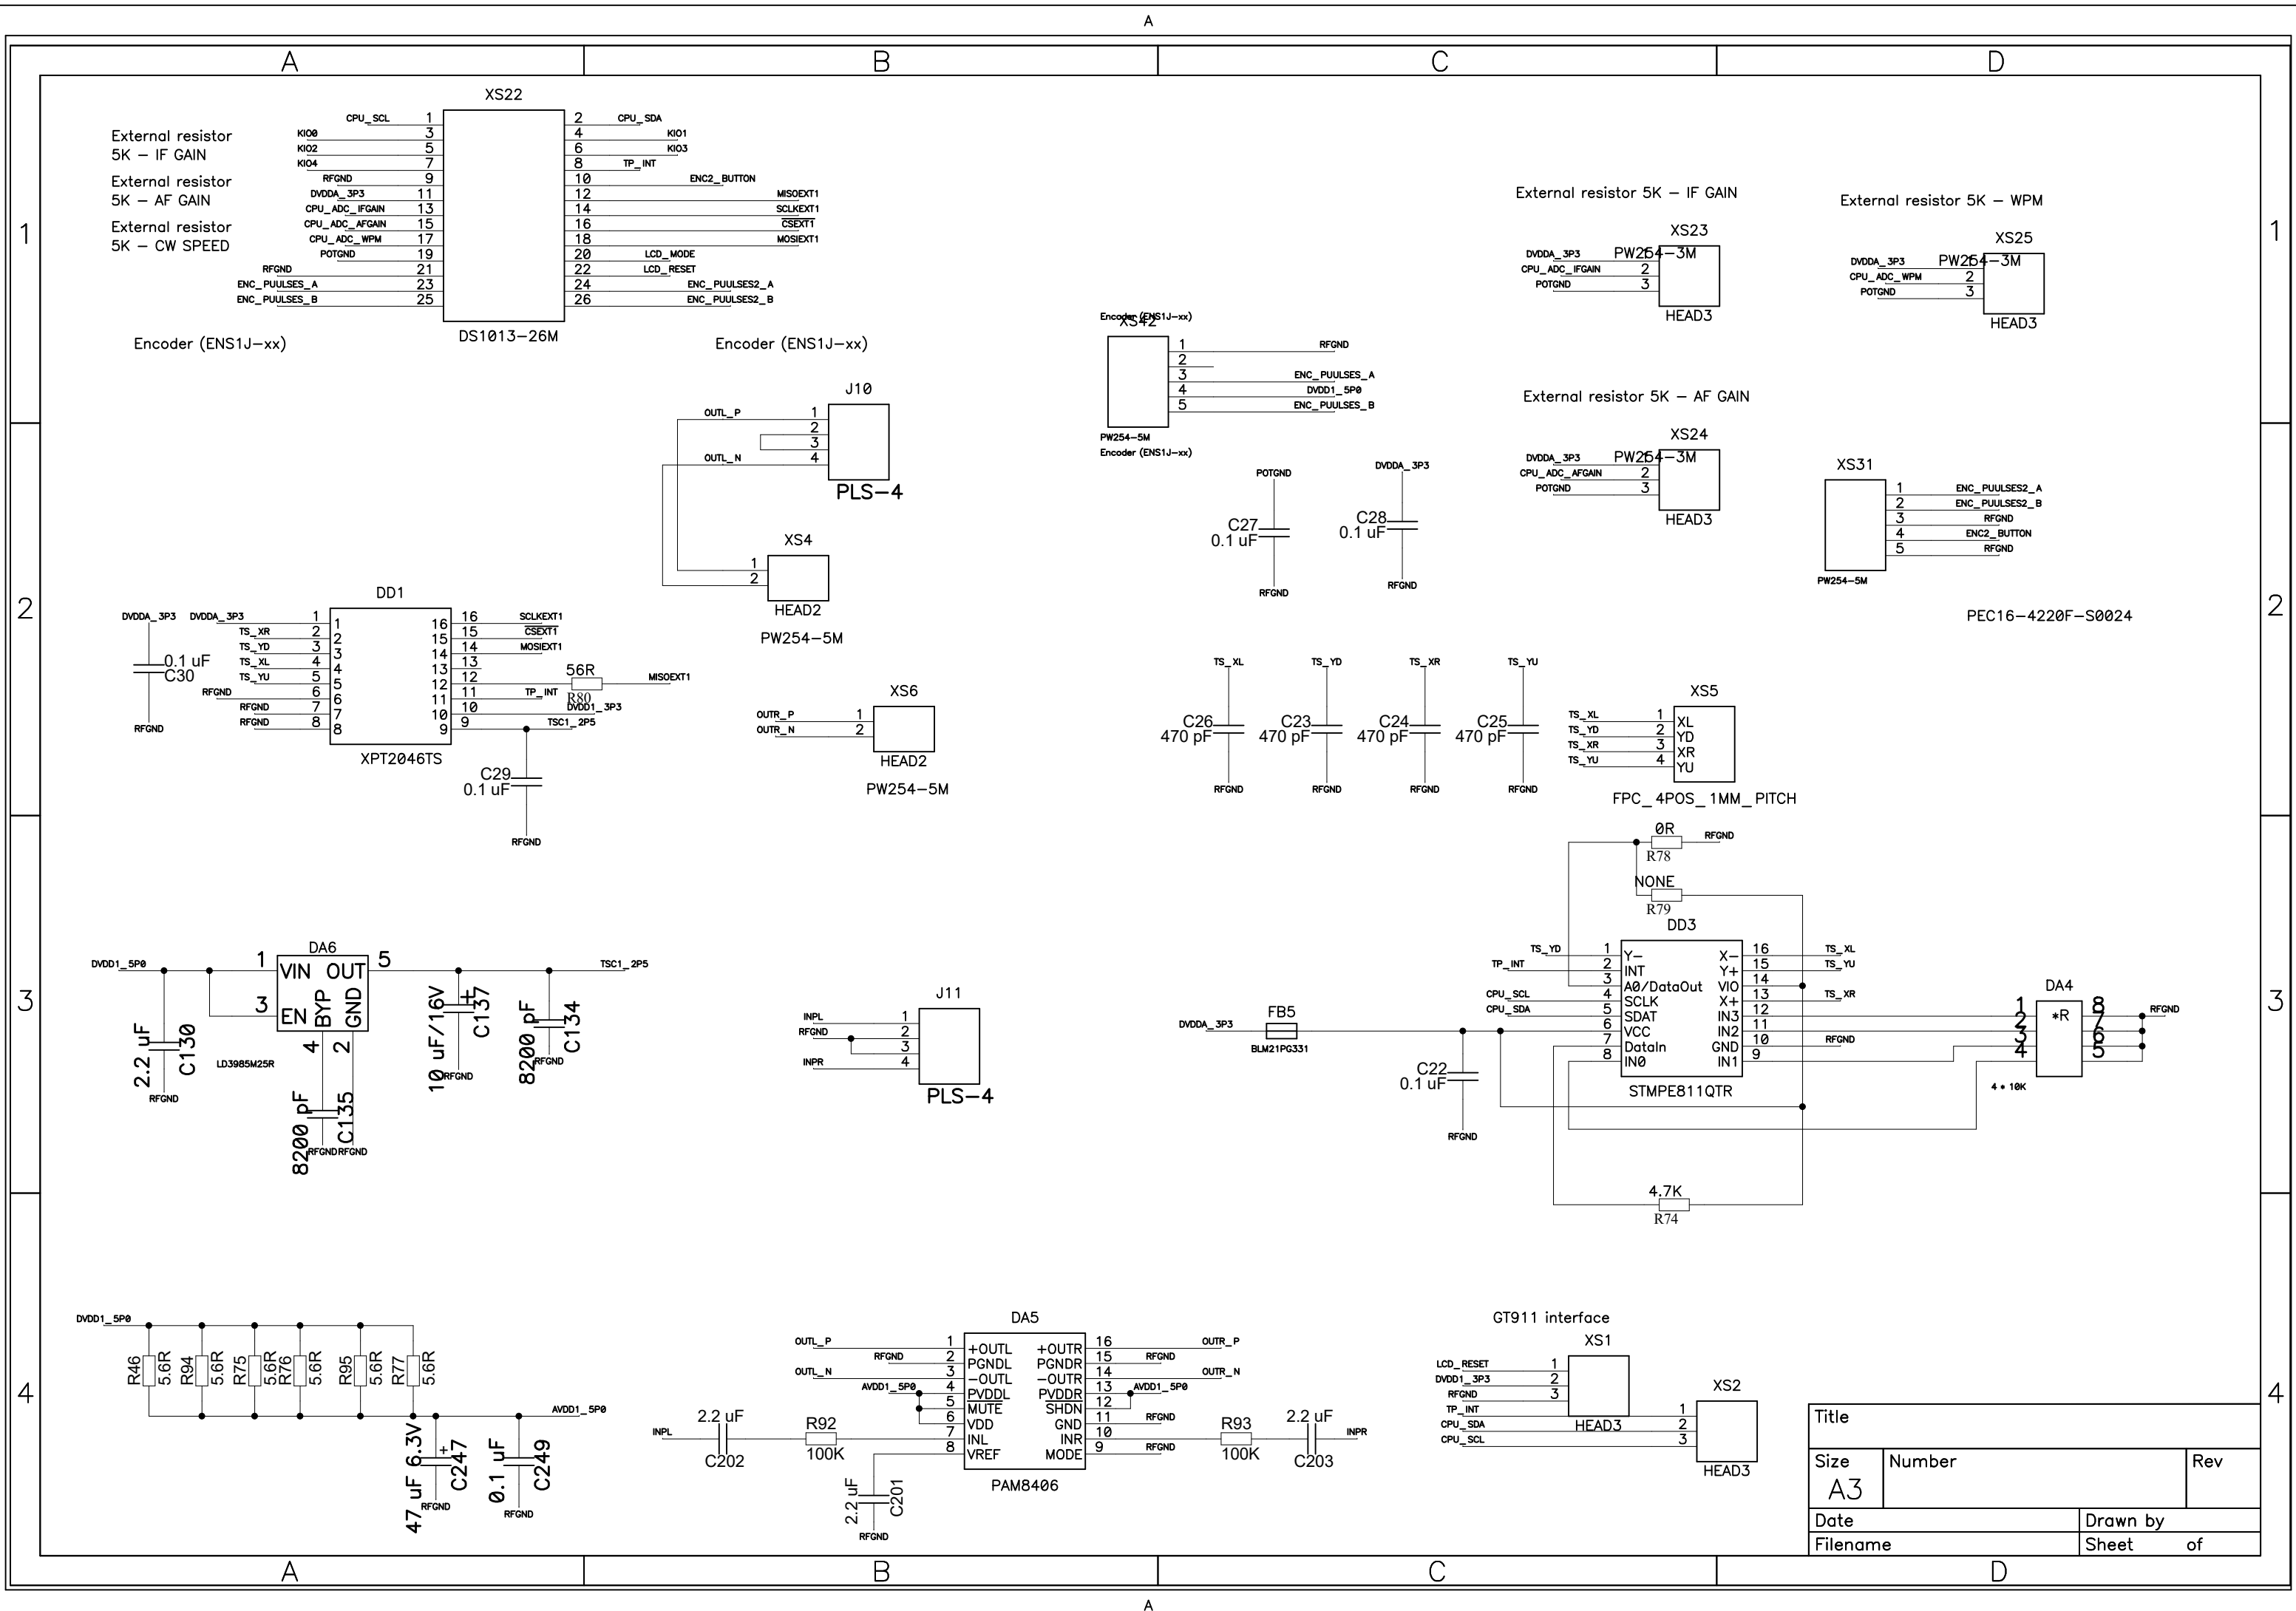 A
A B C D
1
2
3
4
XS22
External resistor
5K – IF GAIN
External resistor
5K – AF GAIN
External resistor
5K – CW SPEED
CPU_SCL 1 2 CPU_SDA
KIO0 3 4 KIO1
KIO2 5 6 KIO3
KIO4 7 8 TP_INT
RFGND 9 10 ENC2_BUTTON
DVDDA_3P3 11 12 MISOEXT1
CPU_ADC_IFGAIN 13 14 SCLKEXT1
CPU_ADC_AFGAIN 15 16 CSEXT1
CPU_ADC_WPM 17 18 MOSIEXT1
POTGND 19 20 LCD_MODE
RFGND 21 22 LCD_RESET
ENC_PUULSES_A 23 24 ENC_PUULSES2_A
ENC_PUULSES_B 25 26 ENC_PUULSES2_B
DS1013-26M
Encoder (ENS1J-xx)
Encoder (ENS1J-xx)
J10
OUTL_P 1
2
3
OUTL_N 4
PLS-4
XS4
1
2
HEAD2
PW254-5M
Encoder (ENS1J-xx)
XS42
1 RFGND
2
3 ENC_PUULSES_A
4 DVDD1_5P0
5 ENC_PUULSES_B
PW254-5M
Encoder (ENS1J-xx)
External resistor 5K – IF GAIN
XS23
PW254-3M
DVDDA_3P3 1
CPU_ADC_IFGAIN 2
POTGND 3
HEAD3
External resistor 5K – WPM
XS25
PW254-3M
DVDDA_3P3 1
CPU_ADC_WPM 2
POTGND 3
HEAD3
External resistor 5K – AF GAIN
XS24
PW254-3M
DVDDA_3P3 1
CPU_ADC_AFGAIN 2
POTGND 3
HEAD3
XS31
1 ENC_PUULSES2_A
2 ENC_PUULSES2_B
3 RFGND
4 ENC2_BUTTON
5 RFGND
PW254-5M
PEC16-4220F-S0024
POTGND
C27
0.1 uF
RFGND
DVDDA_3P3
C28
0.1 uF
RFGND
DD1
DVDDA_3P3
0.1 uF
C30
RFGND
DVDDA_3P3 1 1 16 16 SCLKEXT1
TS_XR 2 2 15 15 CSEXT1
TS_YD 3 3 14 14 MOSIEXT1
TS_XL 4 4 13 13
TS_YU 5 5 12 12 56R R80 MISOEXT1
RFGND 6 6 11 11 TP_INT
RFGND 7 7 10 10 DVDD1_3P3
RFGND 8 8 9 9 TSC1_2P5
XPT2046TS
C29
0.1 uF
RFGND
XS6
OUTR_P 1
OUTR_N 2
HEAD2
PW254-5M
TS_XL TS_YD TS_XR TS_YU
C26 C23 C24 C25
470 pF 470 pF 470 pF 470 pF
RFGND RFGND RFGND RFGND
XS5
TS_XL 1 XL
TS_YD 2 YD
TS_XR 3 XR
TS_YU 4 YU
FPC_4POS_1MM_PITCH
0R
R78
RFGND
NONE
R79
DD3
TS_YD 1 Y- X- 16 TS_XL
TP_INT 2 INT Y+ 15 TS_YU
3 A0/DataOut VIO 14
CPU_SCL 4 SCLK X+ 13 TS_XR
CPU_SDA 5 SDAT IN3 12
6 VCC IN2 11
7 DataIn GND 10 RFGND
8 IN0 IN1 9
STMPE811QTR
DVDDA_3P3
FB5
BLM21PG331
C22
0.1 uF
RFGND
4.7K
R74
DA4
1 8
2 7
3 6
4 5
*R
RFGND
4 * 10K
DA6
DVDD1_5P0
1 VIN OUT 5
3 EN
BYP
GND
4 2
LD3985M25R
2.2 uF
C130
RFGND
8200 pF
C135
RFGND RFGND
10 uF/16V
+
C137
RFGND
8200 pF
C134
RFGND
TSC1_2P5
J11
INPL 1
RFGND 2
3
INPR 4
PLS-4
DVDD1_5P0
R46 5.6R
R94 5.6R
R75 5.6R
R76 5.6R
R95 5.6R
R77 5.6R
AVDD1_5P0
47 uF 6.3V
+
C247
RFGND
0.1 uF
C249
RFGND
DA5
OUTL_P 1 +OUTL +OUTR 16 OUTR_P
RFGND 2 PGNDL PGNDR 15 RFGND
OUTL_N 3 -OUTL -OUTR 14 OUTR_N
AVDD1_5P0 4 PVDDL PVDDR 13 AVDD1_5P0
5 MUTE SHDN 12
6 VDD GND 11 RFGND
7 INL INR 10
8 VREF MODE 9 RFGND
PAM8406
INPL
2.2 uF
C202
R92
100K
2.2 uF
C201
RFGND
R93
100K
2.2 uF
C203
INPR
GT911 interface
XS1
LCD_RESET 1
DVDD1_3P3 2
RFGND 3
HEAD3
XS2
TP_INT 1
CPU_SDA 2
CPU_SCL 3
HEAD3
Title
Size Number Rev
A3
Date Drawn by
Filename Sheet of
1
2
3
4
A B C D
A